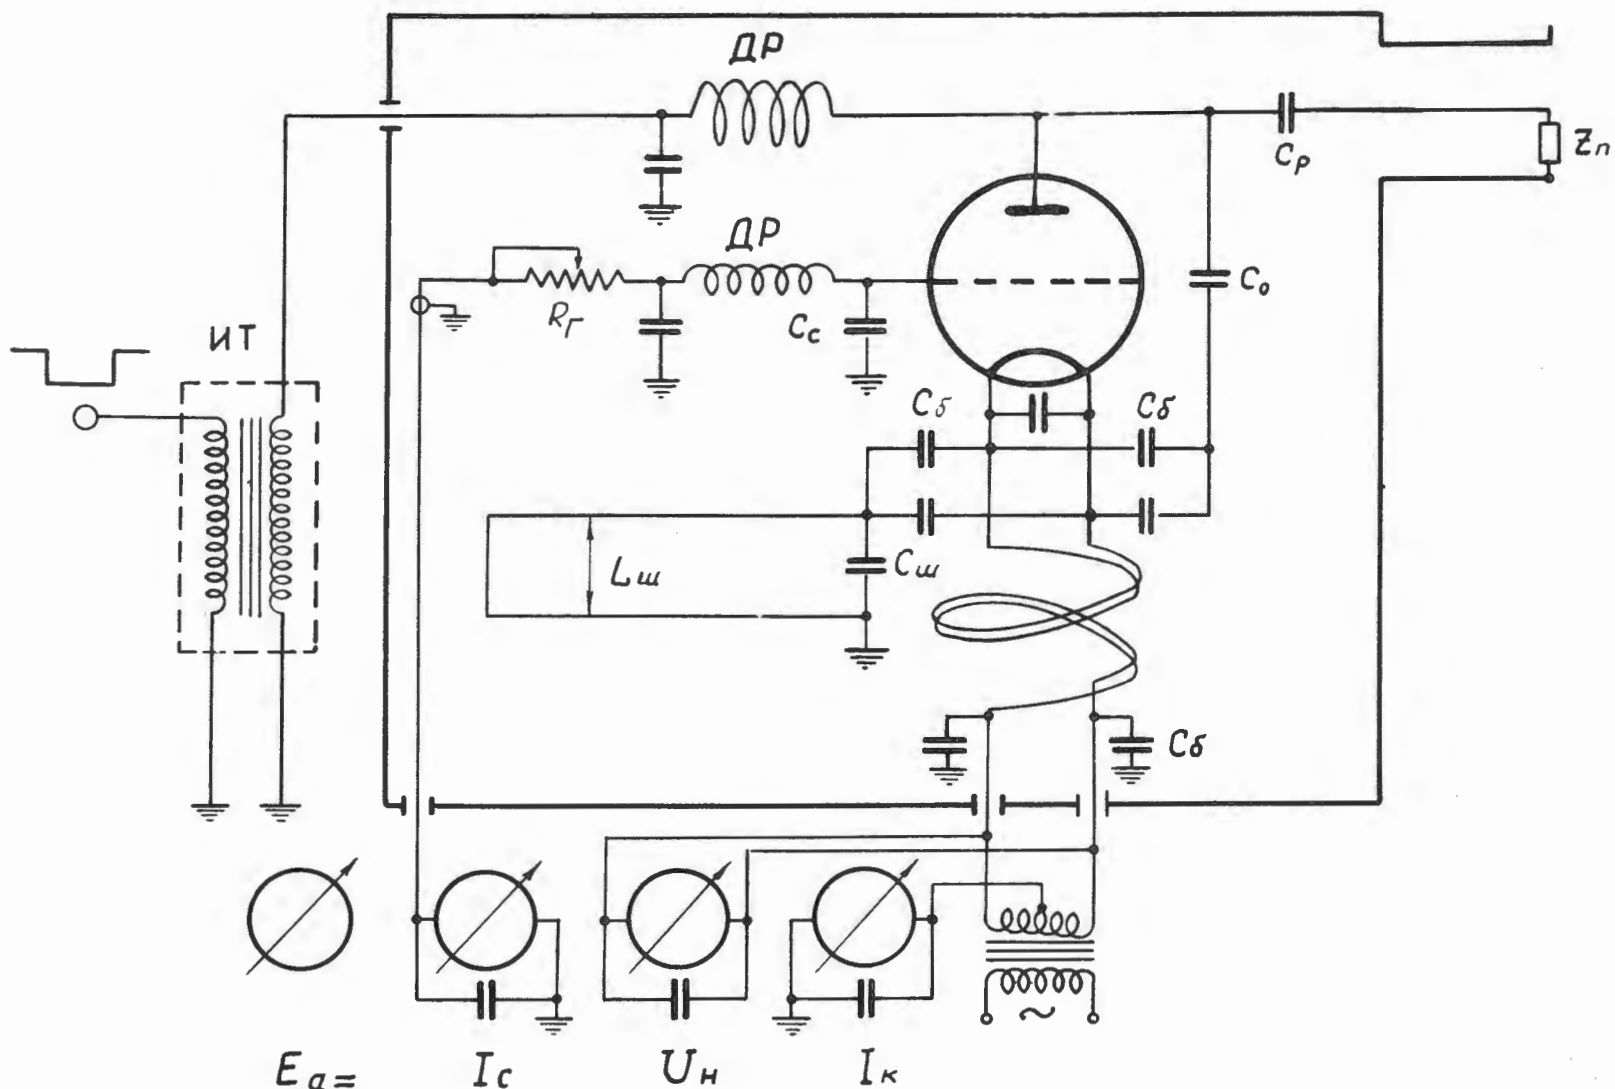 ДР
Cр
Zп
ДР
Rг
Cс
Cо
ИТ
Cб
Cб
Lш
Cш
Cб
~
Eа=
Iс
Uн
Iк